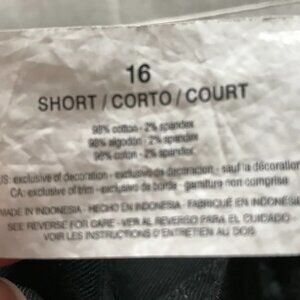 16
SHORT / CORTO / COURT
98% cotton - 2% spandex
98% algodón - 2% spandex
98% coton - 2% spandex
US: exclusive of decoration - exclusivo de decoracion - sauf la décoration
CA: exclusive of trim - exclusivo de borde - garniture non comprise
MADE IN INDONESIA - HECHO EN INDONESIA - FABRIQUÉ EN INDONÉSIE
SEE REVERSE FOR CARE - VER AL REVERSO PARA EL CUIDADO
VOIR LES INSTRUCTIONS D'ENTRETIEN AU DOS